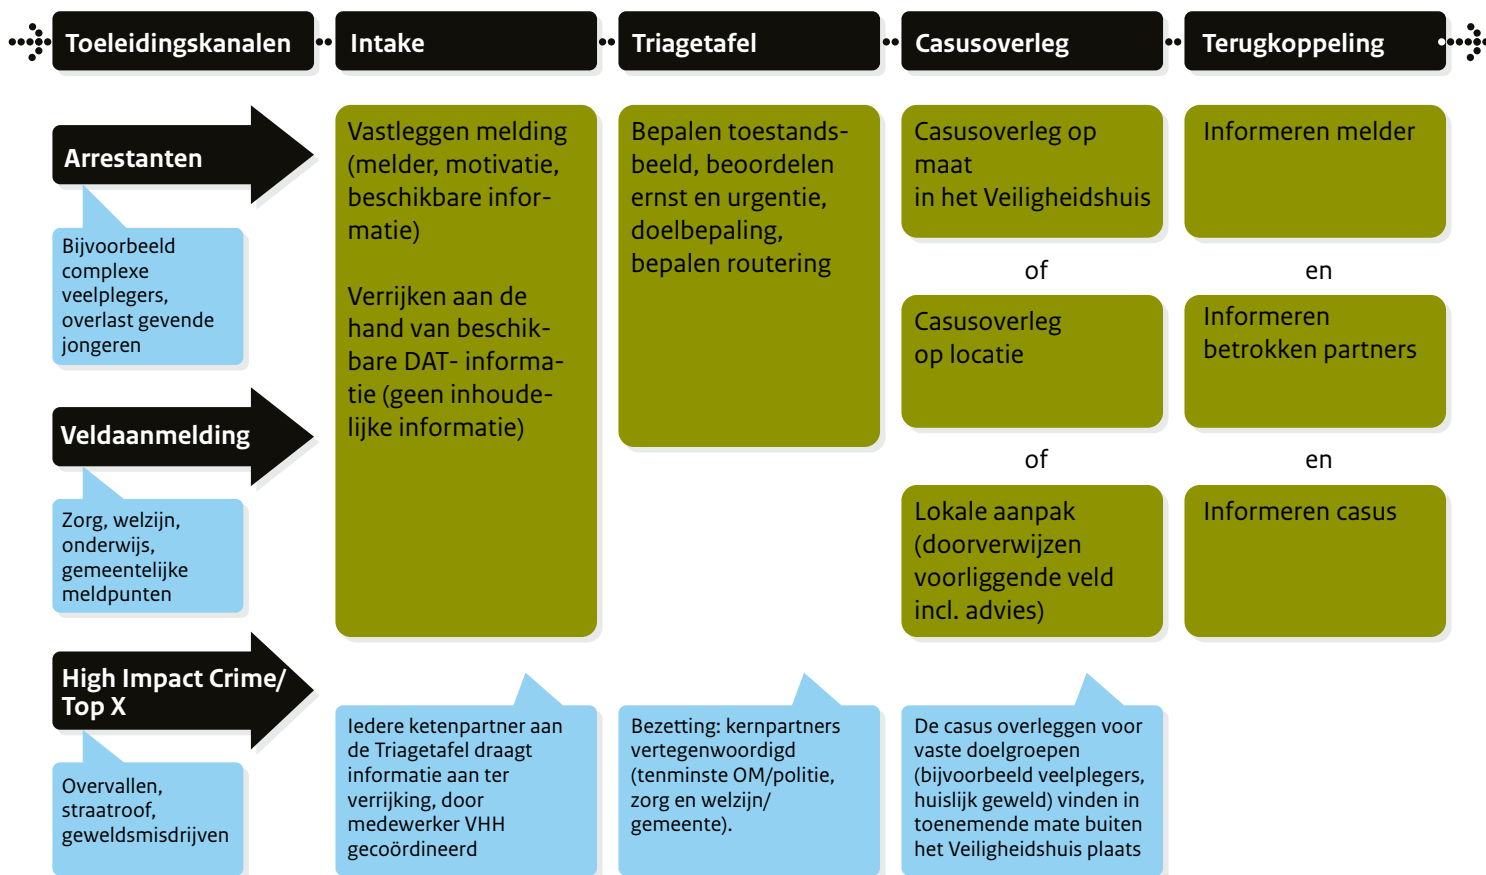 Toeleidingskanalen
Intake
Triagetafel
Casusoverleg
Terugkoppeling
Arrestanten
Bijvoorbeeld
complexe
veelplegers,
overlast gevende
jongeren
Veldaanmelding
Zorg, welzijn,
onderwijs,
gemeentelijke
meldpunten
High Impact Crime/
Top X
Overvallen,
straatroof,
geweldsmisdrijven
Vastleggen melding
(melder, motivatie,
beschikbare infor-
matie)
Verrijken aan de
hand van beschik-
bare DAT- informa-
tie (geen inhoude-
lijke informatie)
Iedere ketenpartner aan
de Triagetafel draagt
informatie aan ter
verrijking, door
medewerker VHH
gecoördineerd
Bepalen toestands-
beeld, beoordelen
ernst en urgentie,
doelbepaling,
bepalen routering
Bezetting: kernpartners
vertegenwoordigd
(tenminste OM/politie,
zorg en welzijn/
gemeente).
Casusoverleg op
maat
in het Veiligheidshuis
of
Casusoverleg
op locatie
of
Lokale aanpak
(doorverwijzen
voorliggende veld
incl. advies)
De casus overleggen voor
vaste doelgroepen
(bijvoorbeeld veelplegers,
huislijk geweld) vinden in
toenemende mate buiten
het Veiligheidshuis plaats
Informeren melder
en
Informeren
betrokken partners
en
Informeren casus